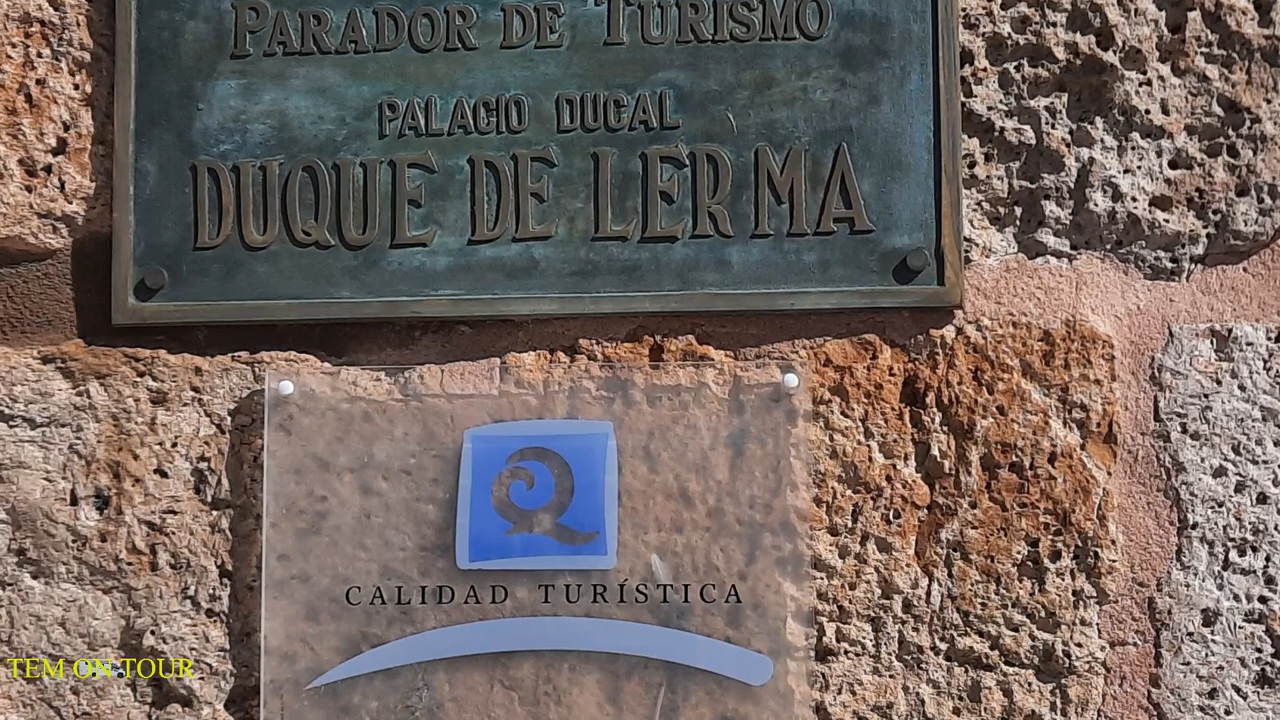 PARADOR DE TURISMO
PALACIO DUCAL
DUQUE DE LERMA
Q
CALIDAD TURÍSTICA
TEM ON TOUR